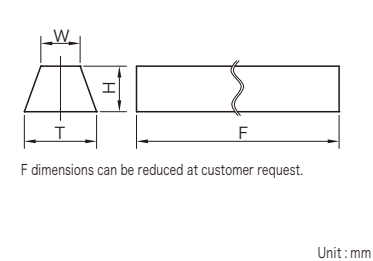 W
H
T
F
F dimensions can be reduced at customer request.
Unit : mm